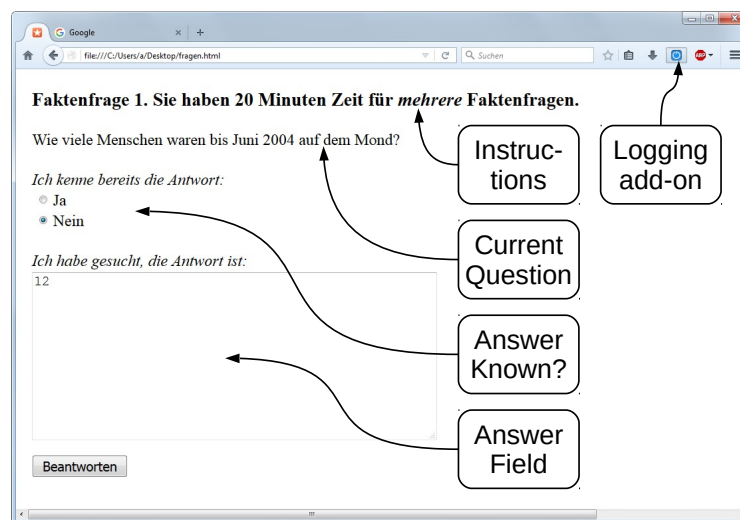 Google × +
file:///C:/Users/a/Desktop/fragen.html
Suchen
ABP
Faktenfrage 1. Sie haben 20 Minuten Zeit für mehrere Faktenfragen.
Wie viele Menschen waren bis Juni 2004 auf dem Mond?
Ich kenne bereits die Antwort:
Ja
Nein
Ich habe gesucht, die Antwort ist:
12
Beantworten
Instruc-
tions
Logging
add-on
Current
Question
Answer
Known?
Answer
Field